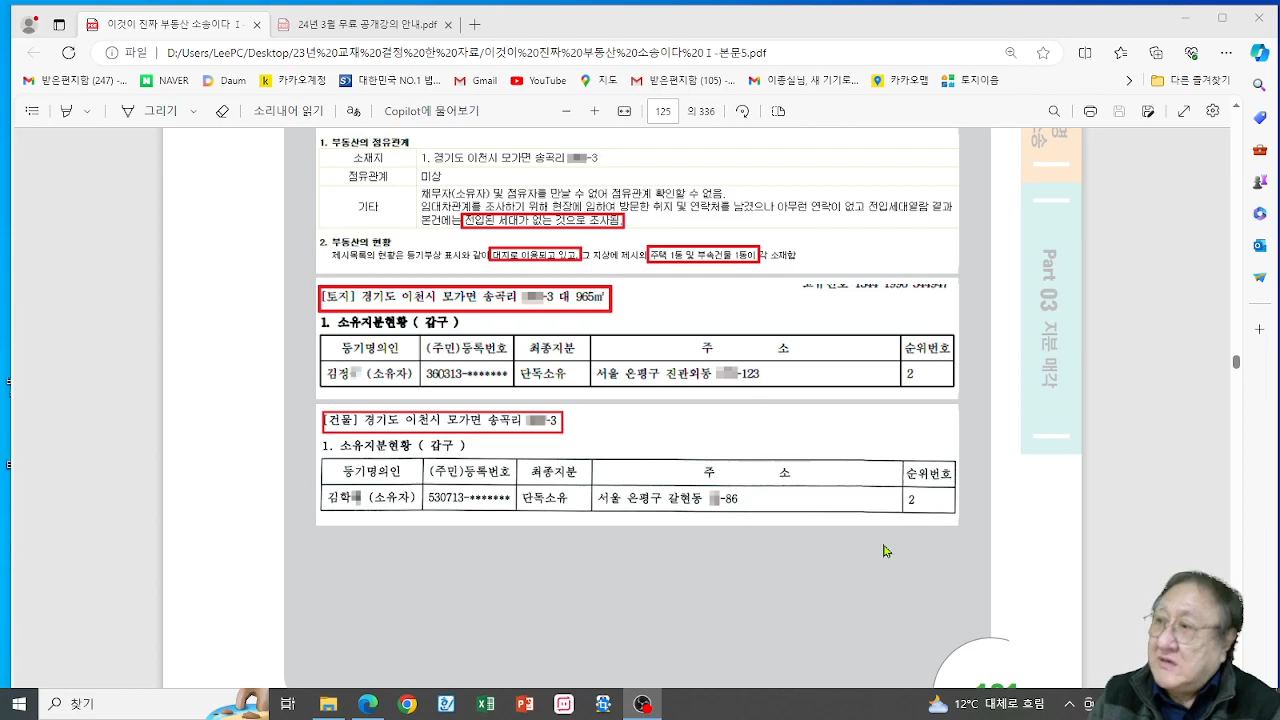 이것이 진짜 부동산 소송이다 Ⅰ -
24년 3월 무료 공개강의 안내.pdf
파일
D:/Users/LeePC/Desktop/23년%20교재%20결정%20한%20자료/이것이%20진짜%20부동산%20소송이다%20Ⅰ-본문5.pdf
받은편지함 (247) -...
NAVER
Daum
카카오계정
대한민국 NO.1 법...
Gmail
YouTube
지도
받은편지함 (105) -...
이종실님, 새 기기로...
카카오맵
토지이음
다른 즐겨찾기
그리기
소리내어 읽기
가あ
Copilot에 물어보기
125
의 336
1. 부동산의 점유관계
소재지 1. 경기도 이천시 모가면 송곡리 -3
점유관계 미상
채무자(소유자) 및 점유자를 만날 수 없어 점유관계 확인할 수 없음.
기타 임대차관계를 조사하기 위해 현장에 임하여 방문한 취지 및 연락처를 남겼으나 아무런 연락이 없고 전입세대열람 결과
본건에는 전입된 세대가 없는 것으로 조사됨.
2. 부동산의 현황
제시목록의 현황은 등기부상 표시와 같이 대지로 이용되고 있고, 그 지상에 제시외 주택 1동 및 부속건물 1동이 각 소재함
고유번호 1344-1996-344947
[토지] 경기도 이천시 모가면 송곡리 -3 대 965㎡
1. 소유지분현황 ( 갑구 )
등기명의인 (주민)등록번호 최종지분 주 소 순위번호
김정 (소유자) 360313-******* 단독소유 서울 은평구 진관외동 -123 2
[건물] 경기도 이천시 모가면 송곡리 -3
1. 소유지분현황 ( 갑구 )
등기명의인 (주민)등록번호 최종지분 주 소 순위번호
김학 (소유자) 530713-******* 단독소유 서울 은평구 갈현동 -86 2
Part 03 지분 매각
찾기
12℃ 대체로 흐림